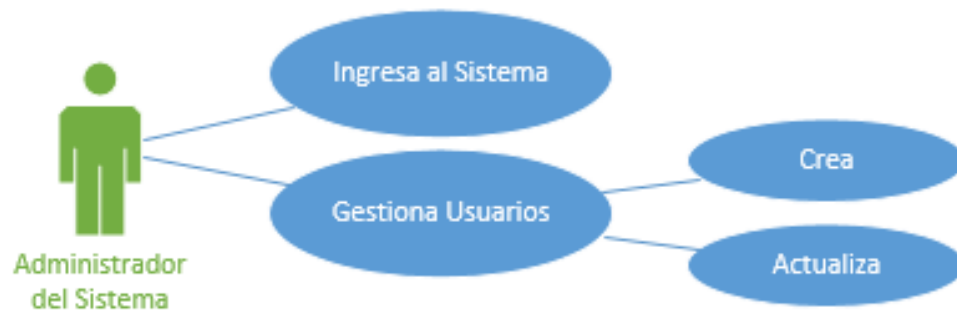 Ingresa al Sistema
Gestiona Usuarios
Crea
Actualiza
Administrador
del Sistema